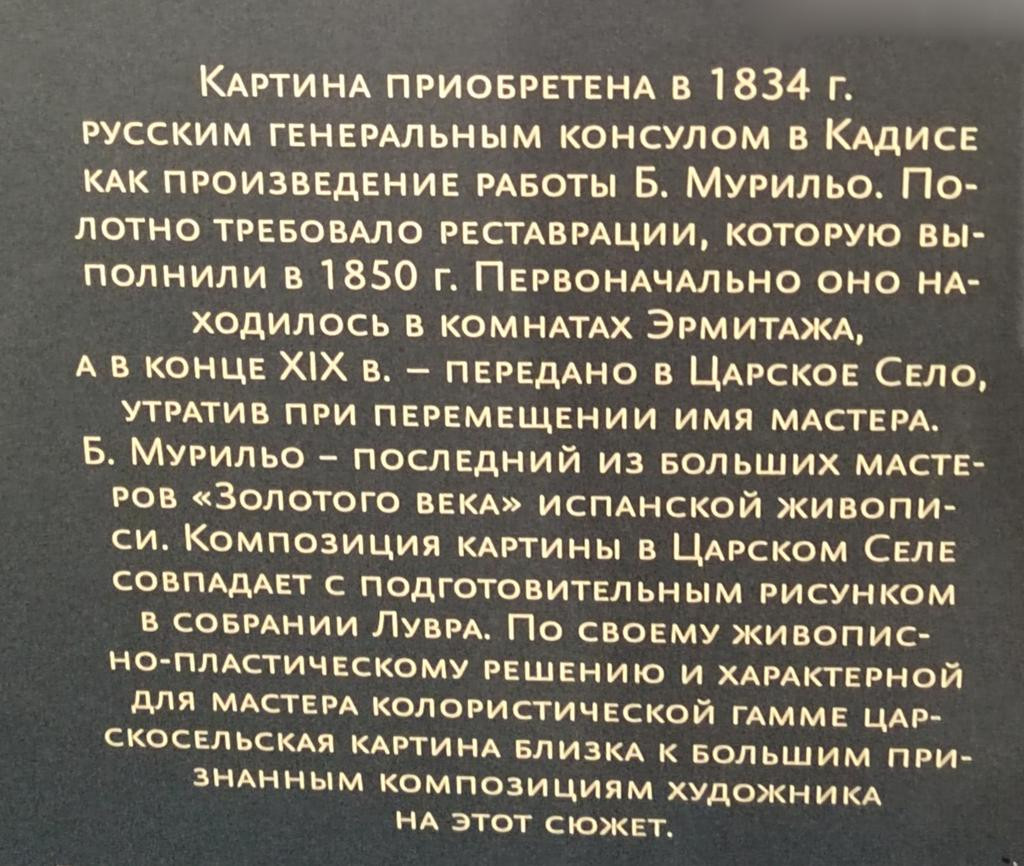 Картина приобретена в 1834 г.
русским генеральным консулом в Кадисе
как произведение работы Б. Мурильо. По-
лотно требовало реставрации, которую вы-
полнили в 1850 г. Первоначально оно на-
ходилось в комнатах Эрмитажа,
а в конце XIX в. – передано в Царское Село,
утратив при перемещении имя мастера.
Б. Мурильо – последний из больших масте-
ров «Золотого века» испанской живопи-
си. Композиция картины в Царском Селе
совпадает с подготовительным рисунком
в собрании Лувра. По своему живопис-
но-пластическому решению и характерной
для мастера колористической гамме цар-
скосельская картина близка к большим при-
знанным композициям художника
на этот сюжет.